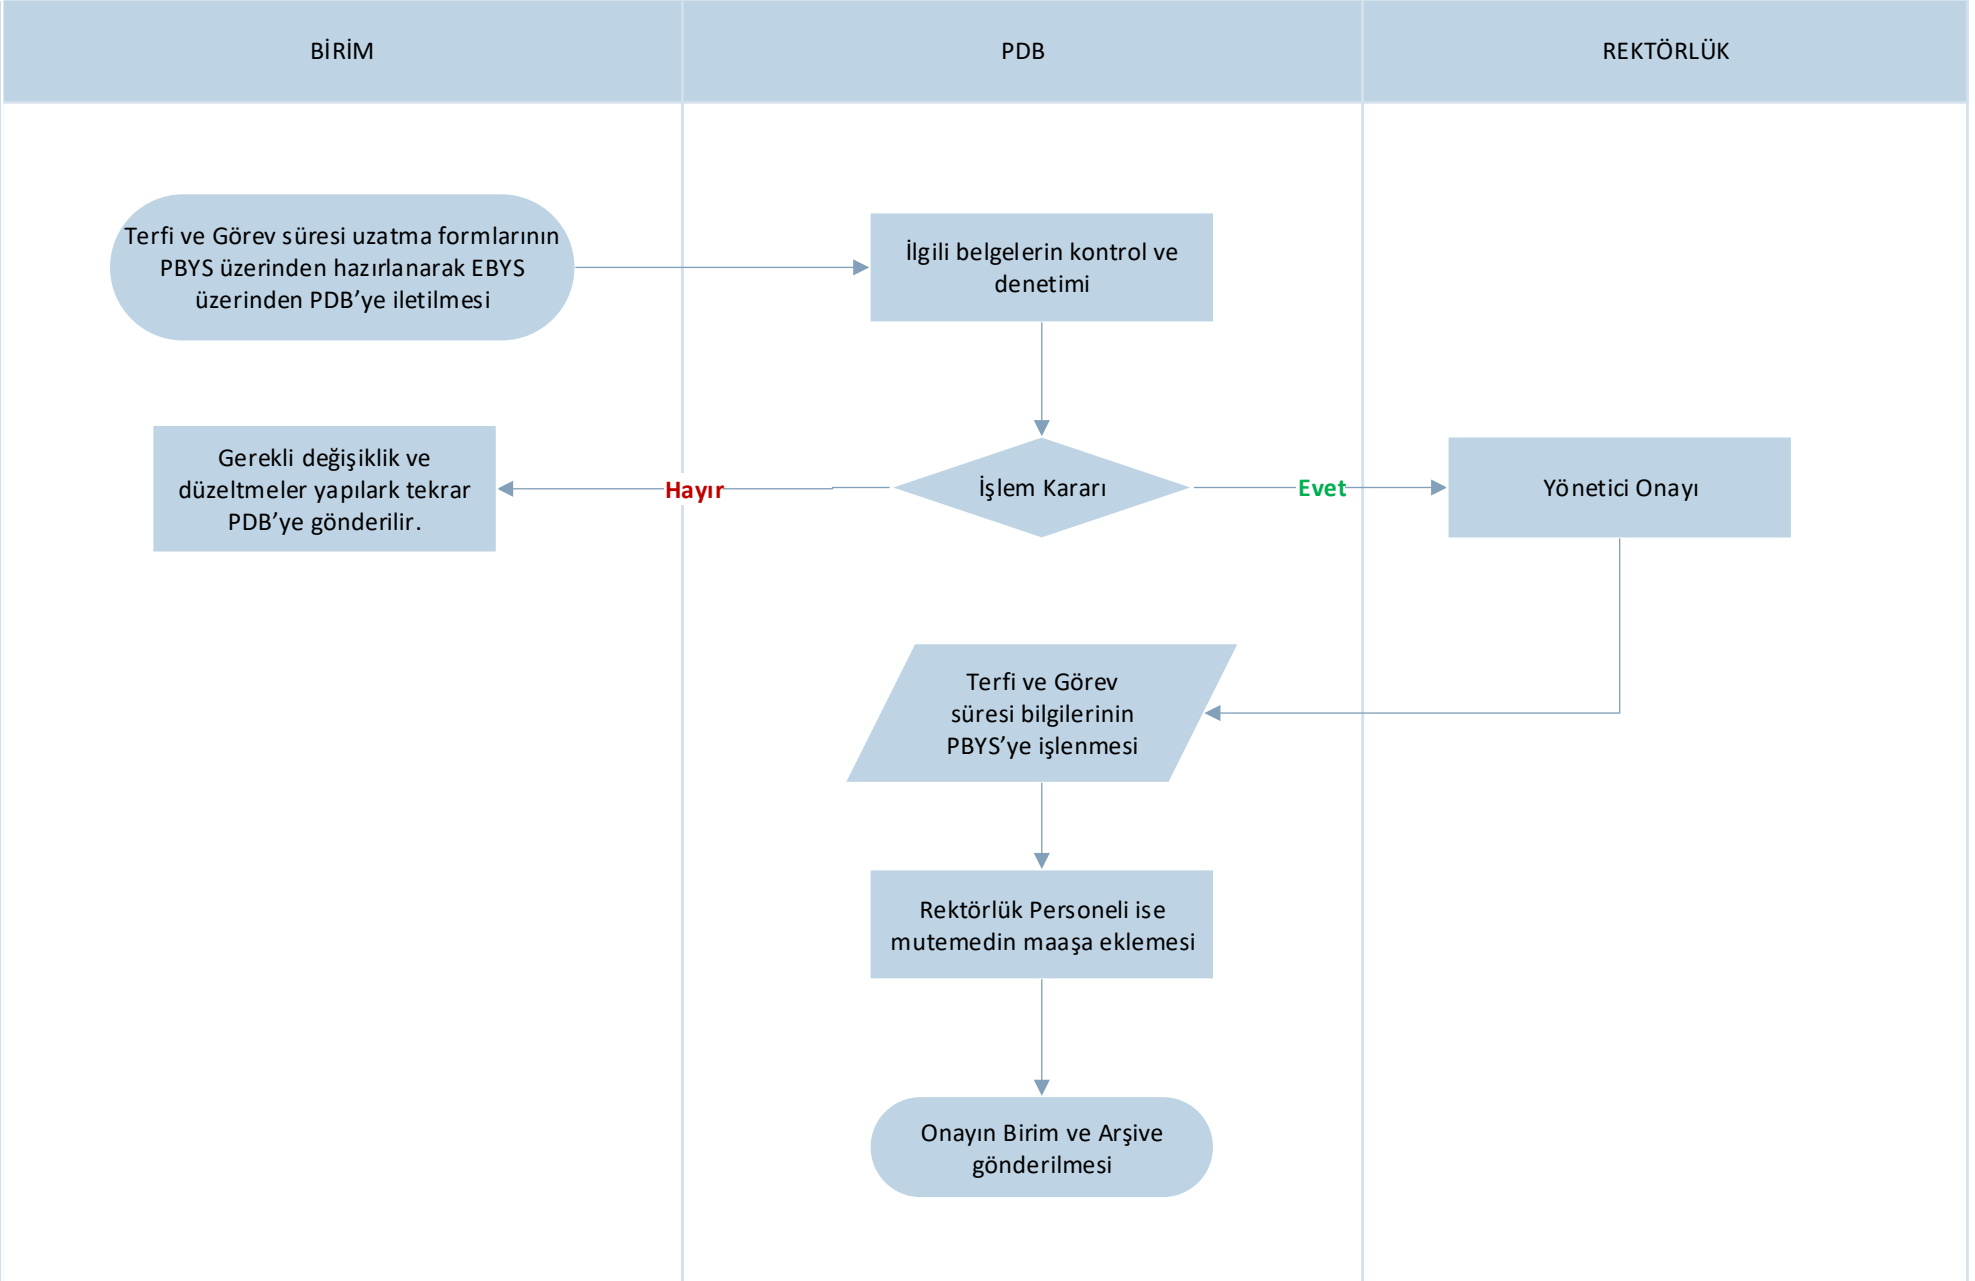 BİRİM
PDB
REKTÖRLÜK
Terfi ve Görev süresi uzatma formlarının
PBYS üzerinden hazırlanarak EBYS
üzerinden PDB’ye iletilmesi
İlgili belgelerin kontrol ve
denetimi
Gerekli değişiklik ve
düzeltmeler yapılark tekrar
PDB’ye gönderilir.
Hayır
İşlem Kararı
Evet
Yönetici Onayı
Terfi ve Görev
süresi bilgilerinin
PBYS’ye işlenmesi
Rektörlük Personeli ise
mutemedin maaşa eklemesi
Onayın Birim ve Arşive
gönderilmesi